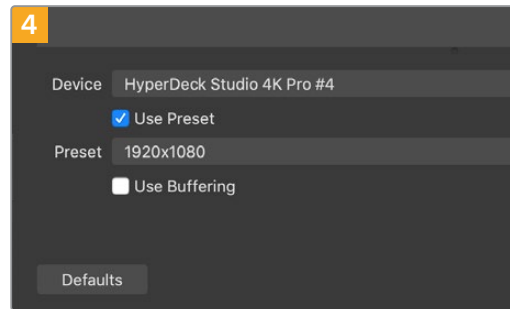 4
Device HyperDeck Studio 4K Pro #4
Use Preset
Preset 1920x1080
Use Buffering
Defaults